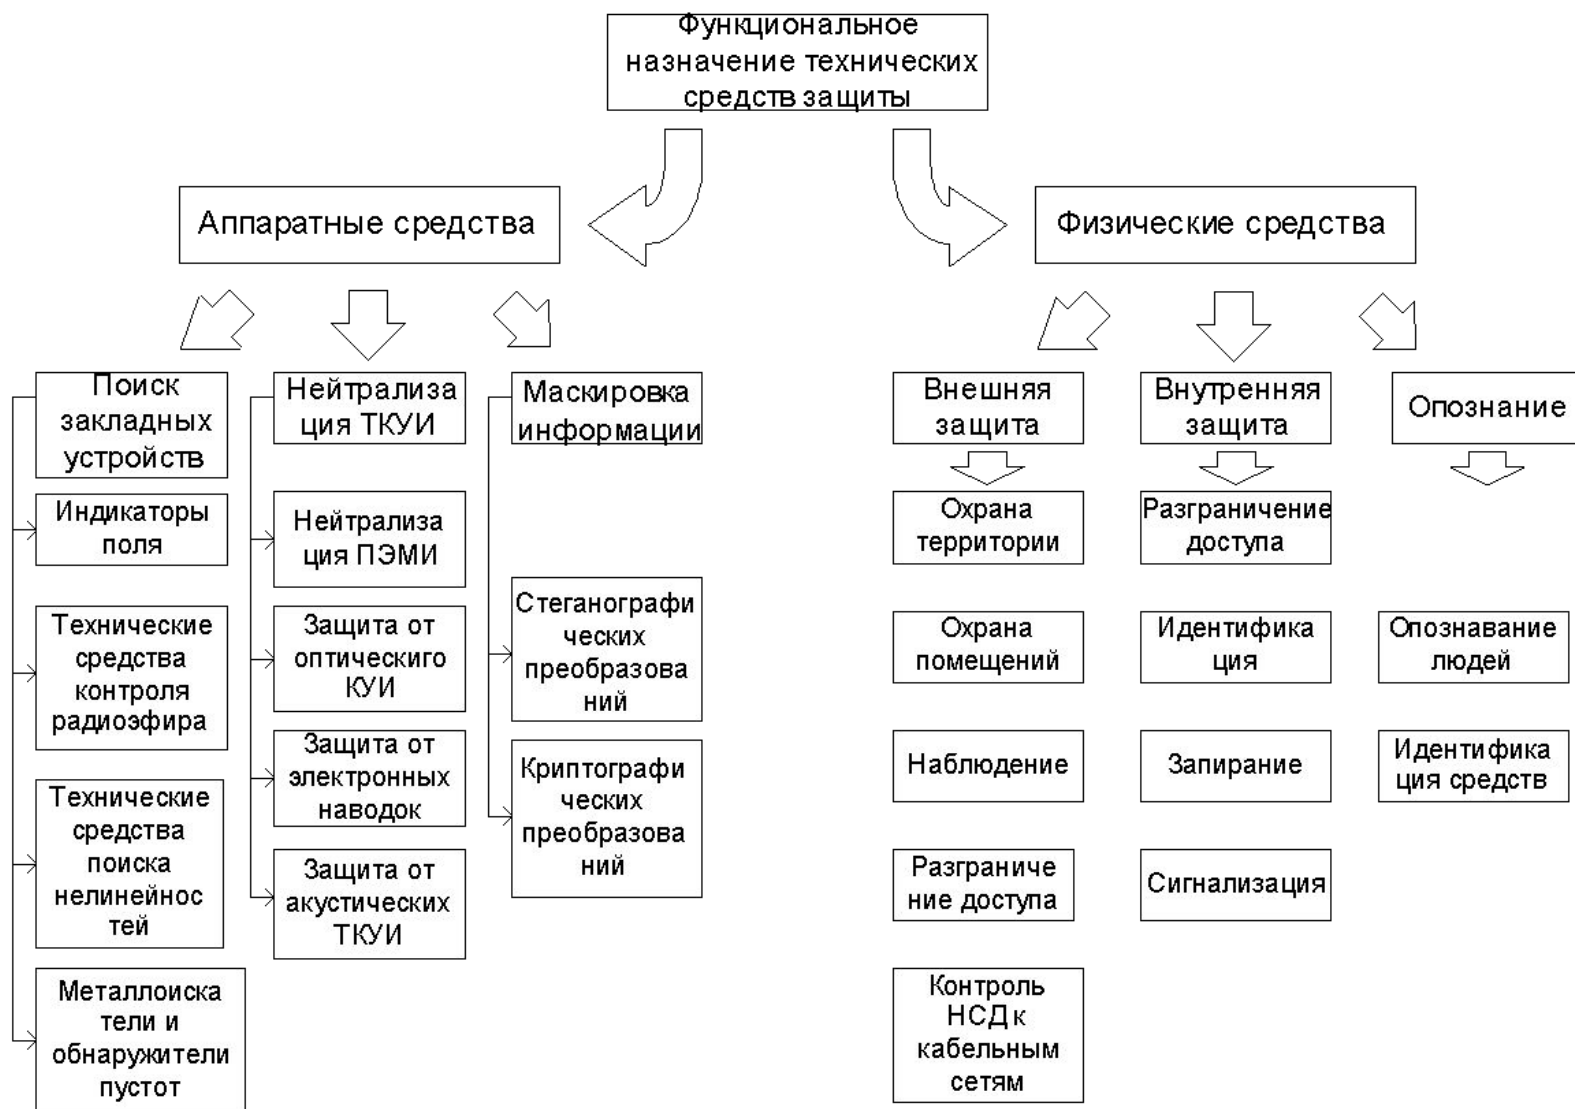 Функциональное
назначение технических
средств защиты
Аппаратные средства
Физические средства
Поиск
закладных
устройств
Индикаторы
поля
Технические
средства
контроля
радиоэфира
Технические
средства
поиска
нелинейнос
тей
Металлоиска
тели и
обнаружители
пустот
Нейтрализа
ция ТКУИ
Нейтрализа
ция ПЭМИ
Защита от
оптическиго
КУИ
Защита от
электронных
наводок
Защита от
акустических
ТКУИ
Маскировка
информации
Стеганографи
ческих
преобразова
ний
Криптографи
ческих
преобразова
ний
Внешняя
защита
Охрана
территории
Охрана
помещений
Наблюдение
Разграниче
ние доступа
Контроль
НСД к
кабельным
сетям
Внутренняя
защита
Разграничение
доступа
Идентифика
ция
Запирание
Сигнализация
Опознание
Опознавание
людей
Идентифика
ция средств